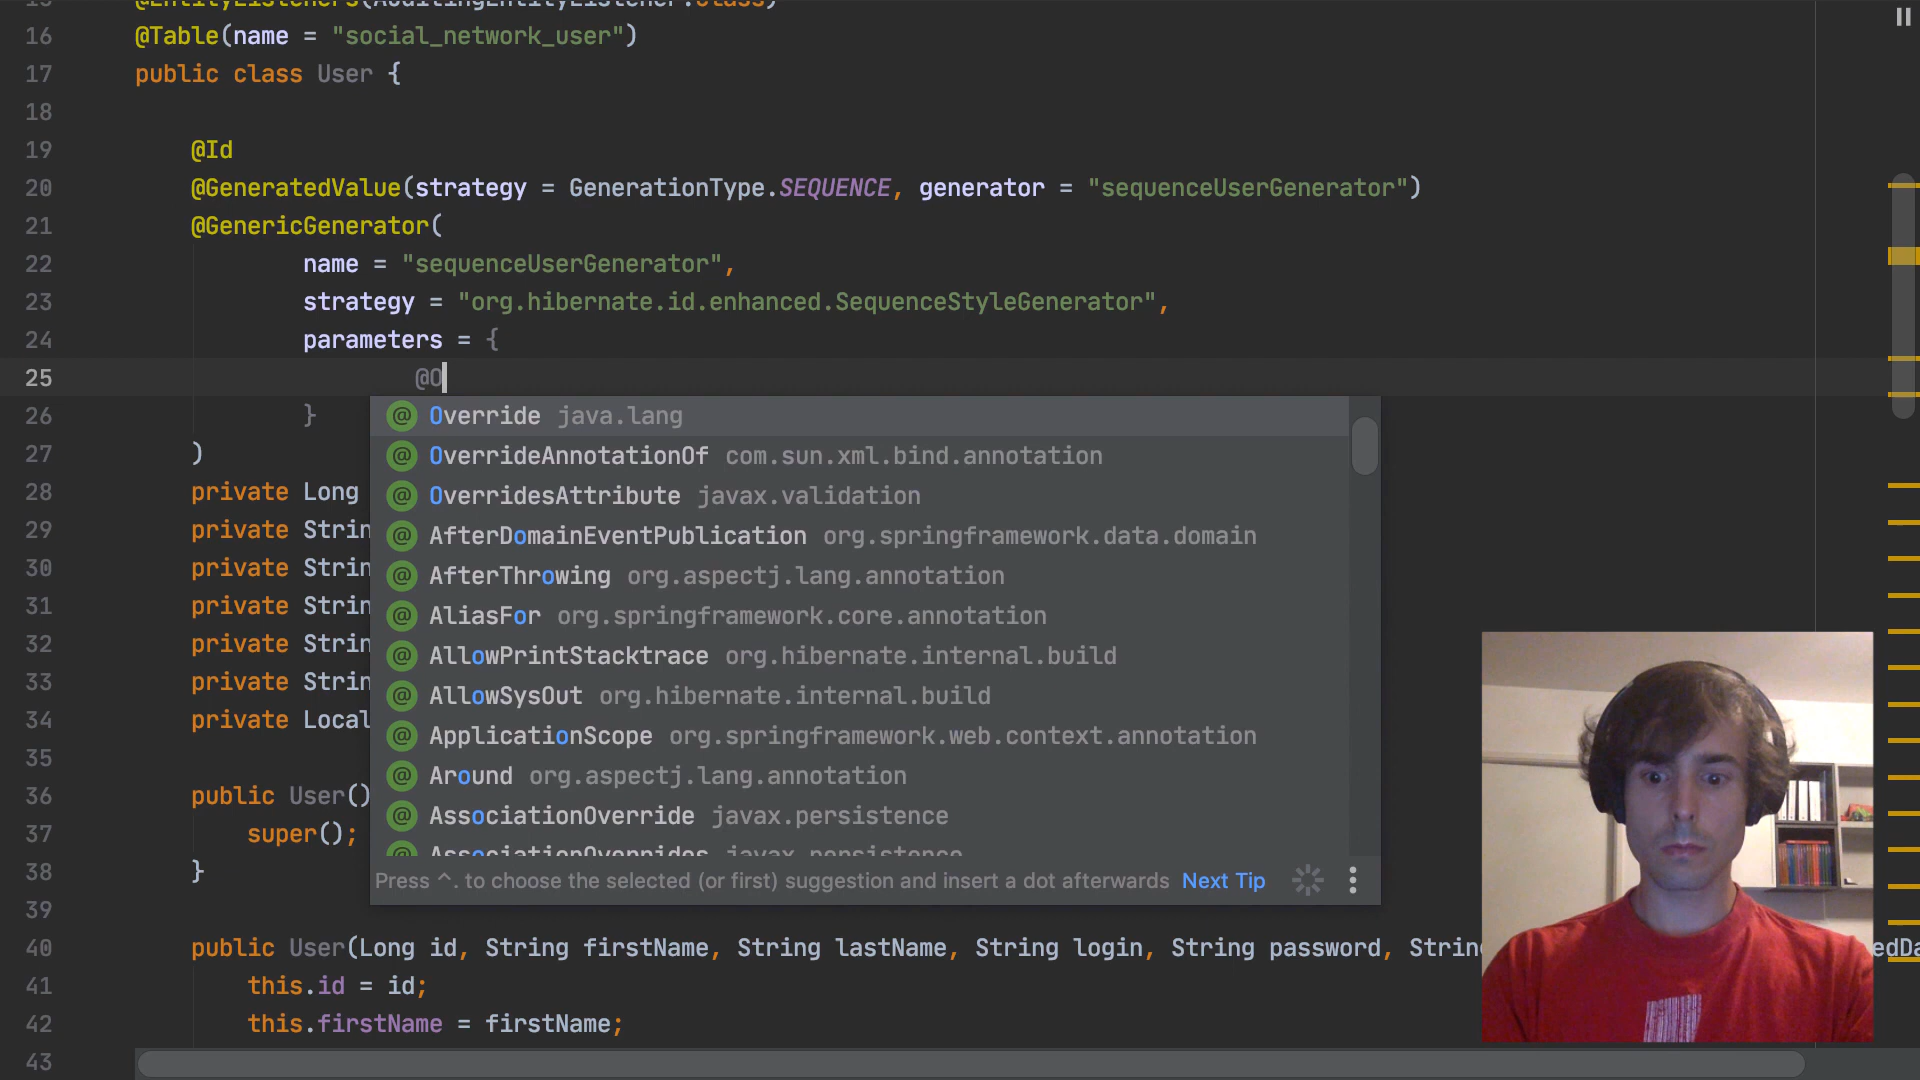 @EntityListeners(AuditingEntityListener.class)
16 @Table(name = "social_network_user")
17 public class User {
18
19 @Id
20 @GeneratedValue(strategy = GenerationType.SEQUENCE, generator = "sequenceUserGenerator")
21 @GenericGenerator(
22 name = "sequenceUserGenerator",
23 strategy = "org.hibernate.id.enhanced.SequenceStyleGenerator",
24 parameters = {
25 @O
26 }
Override java.lang
OverrideAnnotationOf com.sun.xml.bind.annotation
27 )
28 private Long
OverridesAttribute javax.validation
29 private Strin
AfterDomainEventPublication org.springframework.data.domain
30 private Strin
AfterThrowing org.aspectj.lang.annotation
31 private Strin
AliasFor org.springframework.core.annotation
32 private Strin
AllowPrintStacktrace org.hibernate.internal.build
33 private Strin
AllowSysOut org.hibernate.internal.build
34 private Local
ApplicationScope org.springframework.web.context.annotation
35
Around org.aspectj.lang.annotation
36 public User()
AssociationOverride javax.persistence
37 super();
AssociationOverrides javax.persistence
38 }
Press ^. to choose the selected (or first) suggestion and insert a dot afterwards Next Tip
39
40 public User(Long id, String firstName, String lastName, String login, String password, Strin edDa
41 this.id = id;
42 this.firstName = firstName;
43